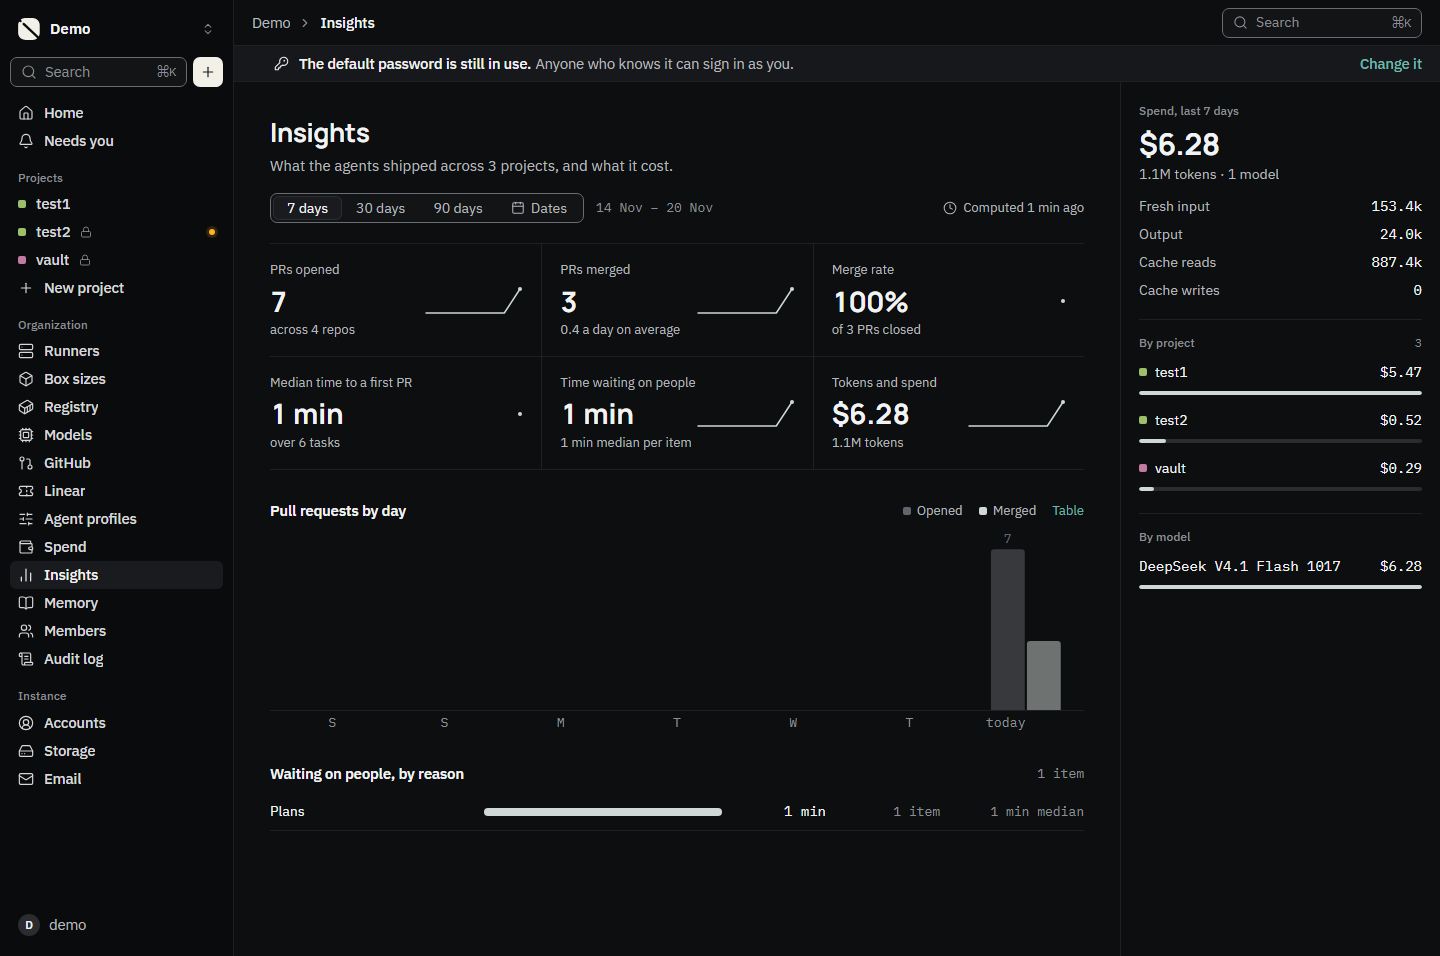 Demo
Search ⌘K
Home
Needs you
Projects
test1
test2
vault
New project
Organization
Runners
Box sizes
Registry
Models
GitHub
Linear
Agent profiles
Spend
Insights
Memory
Members
Audit log
Instance
Accounts
Storage
Email
D demo
Demo > Insights
Search ⌘K
The default password is still in use. Anyone who knows it can sign in as you. Change it
Insights
What the agents shipped across 3 projects, and what it cost.
7 days 30 days 90 days Dates 14 Nov – 20 Nov Computed 1 min ago
PRs opened
7
across 4 repos
PRs merged
3
0.4 a day on average
Merge rate
100%
of 3 PRs closed
Median time to a first PR
1 min
over 6 tasks
Time waiting on people
1 min
1 min median per item
Tokens and spend
$6.28
1.1M tokens
Pull requests by day Opened Merged Table
7
S S M T W T today
Waiting on people, by reason 1 item
Plans 1 min 1 item 1 min median
Spend, last 7 days
$6.28
1.1M tokens · 1 model
Fresh input 153.4k
Output 24.0k
Cache reads 887.4k
Cache writes 0
By project 3
test1 $5.47
test2 $0.52
vault $0.29
By model
DeepSeek V4.1 Flash 1017 $6.28